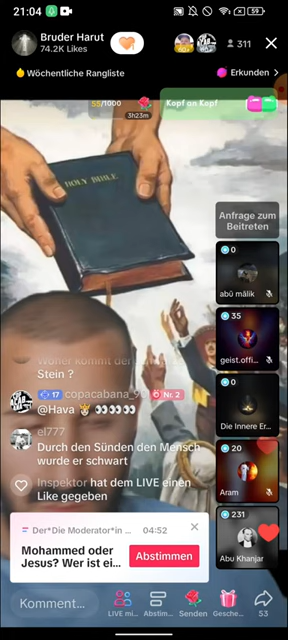 21:04
59
Bruder Harut
74.2K Likes
311
Wöchentliche Rangliste
Erkunden >
55/1000
3h23m
Kopf an Kopf
HOLY BIBLE
Anfrage zum
Beitreten
0
abū mālik
35
geist.offi...
0
Die Innere Er...
20
Aram
231
Abu Khanjar
Woher kommt der
Stein ?
17 copacabana_90 Nr. 2
@Hava 🦊 👀👀👀👀👀
el777
Durch den Sünden den Mensch
wurde er schwart
Inspektor hat dem LIVE einen
Like gegeben
Der*Die Moderator*in ... 04:52
Mohammed oder
Jesus? Wer ist ei...
Abstimmen
Komment...
LIVE mi...
Abstim...
Senden
Gesche...
53